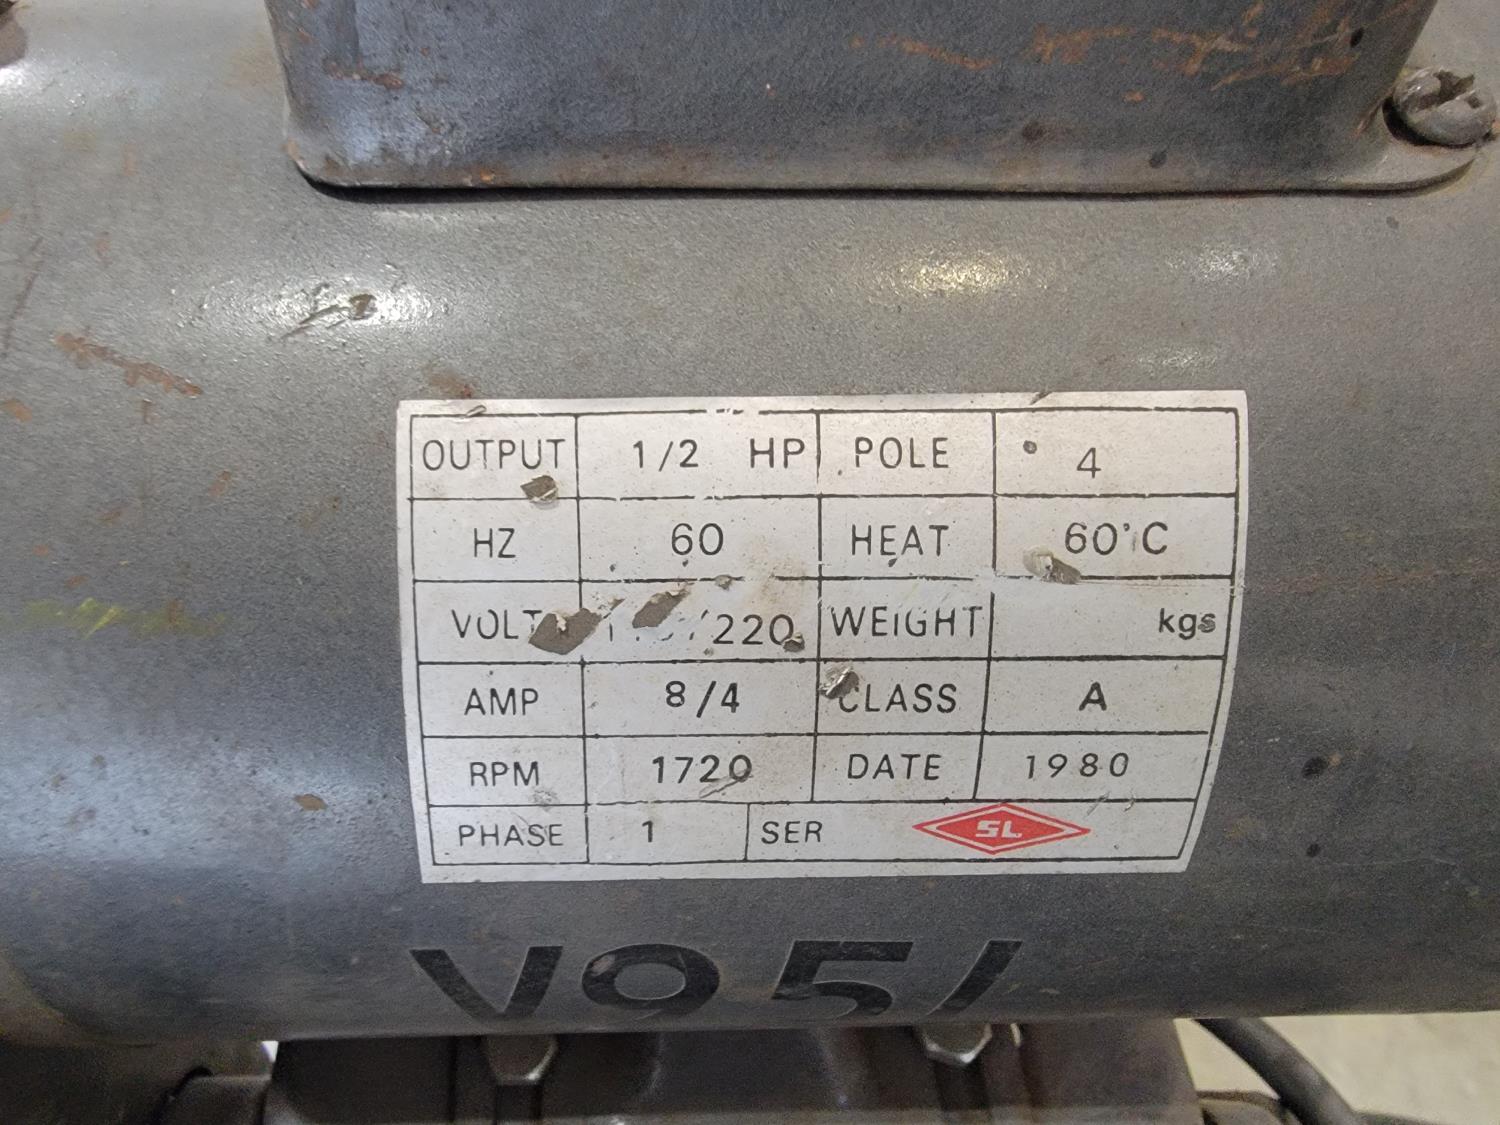 OUTPUT 1/2 HP POLE 4
HZ 60 HEAT 60°C
VOLT /220 WEIGHT kgs
AMP 8/4 CLASS A
RPM 1720 DATE 1980
PHASE 1 SER SL